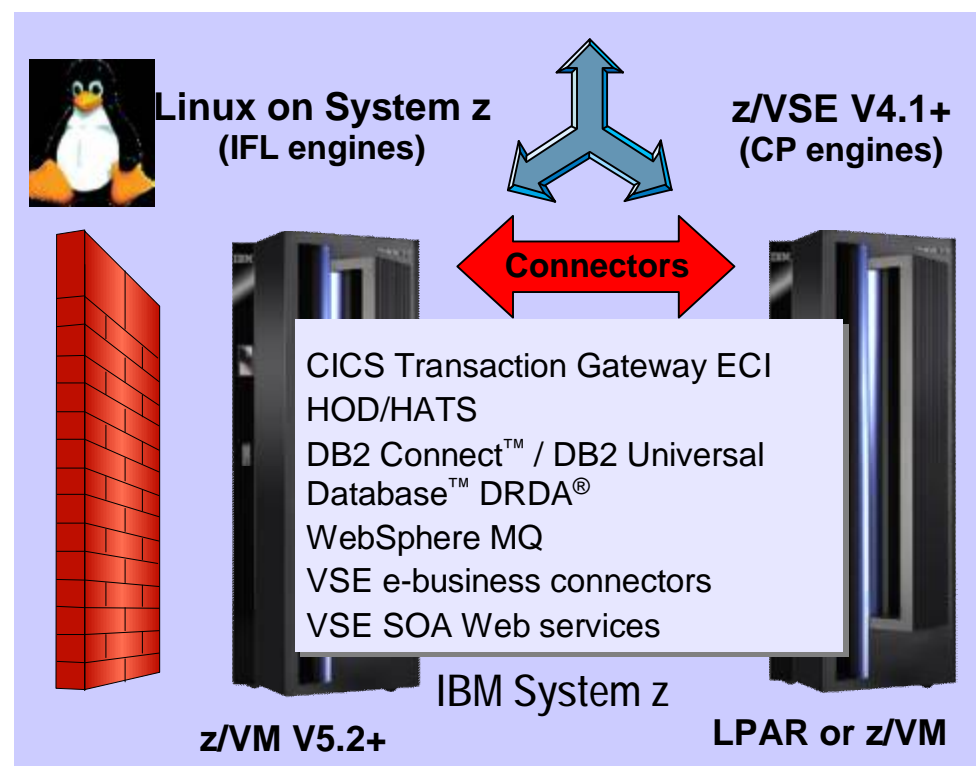 Linux on System z
(IFL engines)
z/VSE V4.1+
(CP engines)
IBM
Connectors
CICS Transaction Gateway ECI
HOD/HATS
DB2 Connect™ / DB2 Universal
Database™ DRDA®
WebSphere MQ
VSE e-business connectors
VSE SOA Web services
IBM System z
z/VM V5.2+
LPAR or z/VM